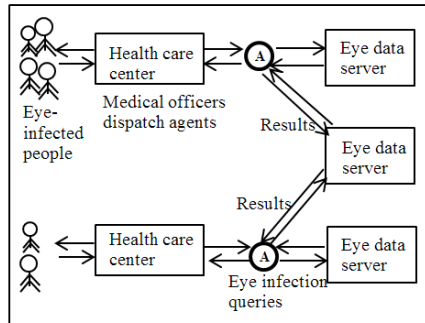 Health care
center
A
Eye data
server
Eye-
infected
people
Medical officers
dispatch agents
Results
Eye data
server
Results
Health care
center
A
Eye data
server
Eye infection
queries